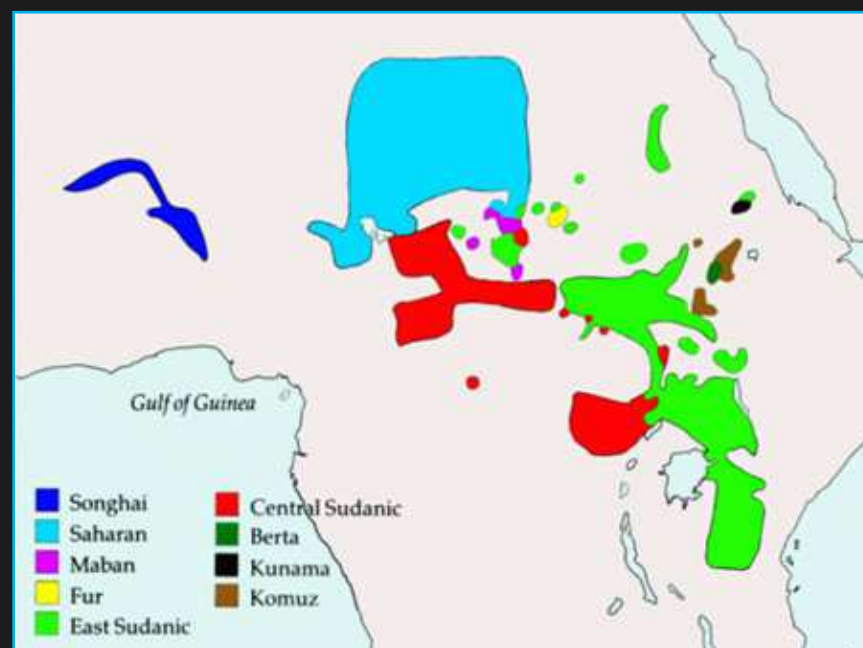 Gulf of Guinea
Songhai
Saharan
Maban
Fur
East Sudanic
Central Sudanic
Berta
Kunama
Komuz